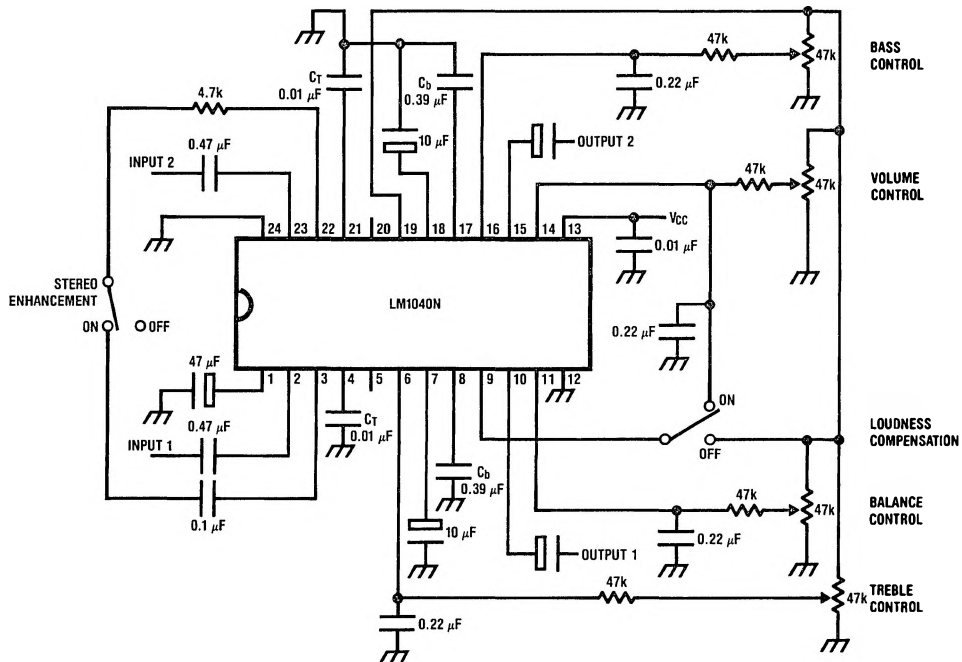 47k
BASS
CONTROL
47k
0.22 μF
CT
0.01 μF
Cb
0.39 μF
10 μF
4.7k
0.47 μF
INPUT 2
OUTPUT 2
47k
47k
VOLUME
CONTROL
VCC
0.01 μF
24 23 22 21 20 19 18 17 16 15 14 13
STEREO
ENHANCEMENT
ON OFF
LM1040N
0.22 μF
47 μF
1 2 3 4 5 6 7 8 9 10 11 12
ON
OFF
LOUDNESS
COMPENSATION
0.47 μF
INPUT 1
CT
0.01 μF
0.1 μF
Cb
0.39 μF
10 μF
OUTPUT 1
47k
47k
BALANCE
CONTROL
0.22 μF
47k
47k
TREBLE
CONTROL
0.22 μF